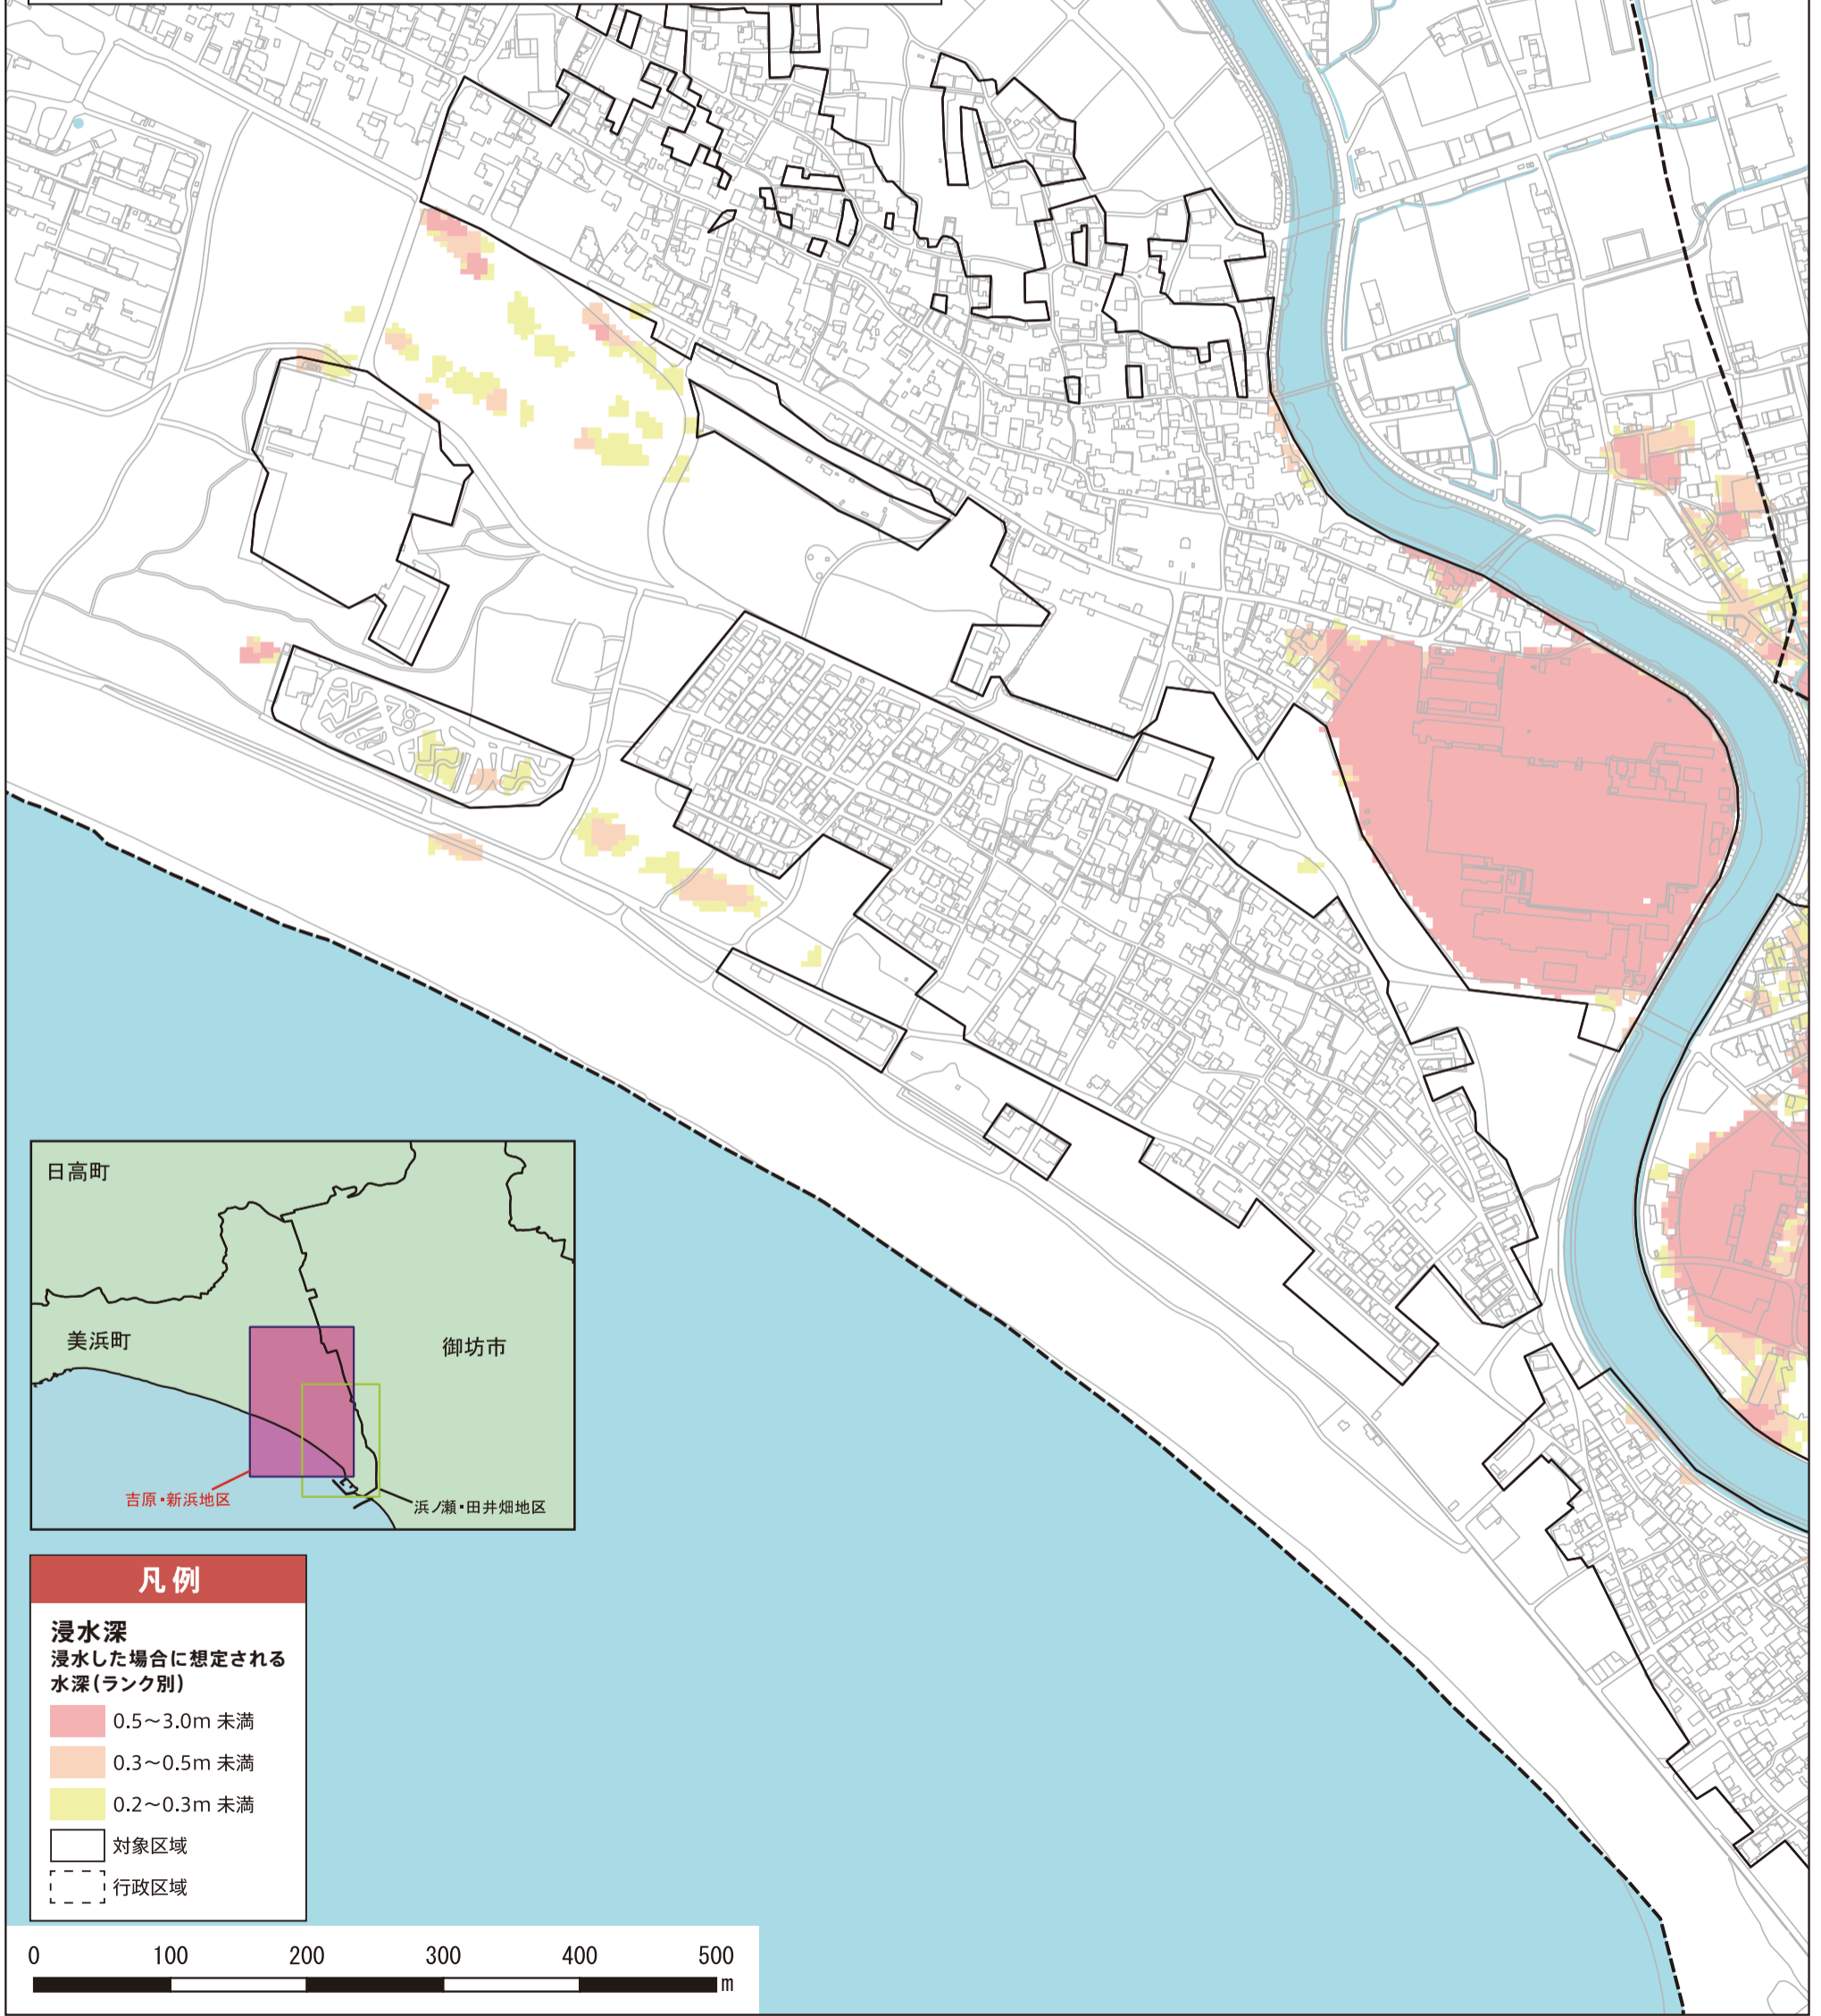 日高町
美浜町
御坊市
吉原・新浜地区
浜ノ瀬・田井畑地区
凡例
浸水深
浸水した場合に想定される
水深(ランク別)
0.5～3.0m 未満
0.3～0.5m 未満
0.2～0.3m 未満
対象区域
行政区域
0 100 200 300 400 500
m